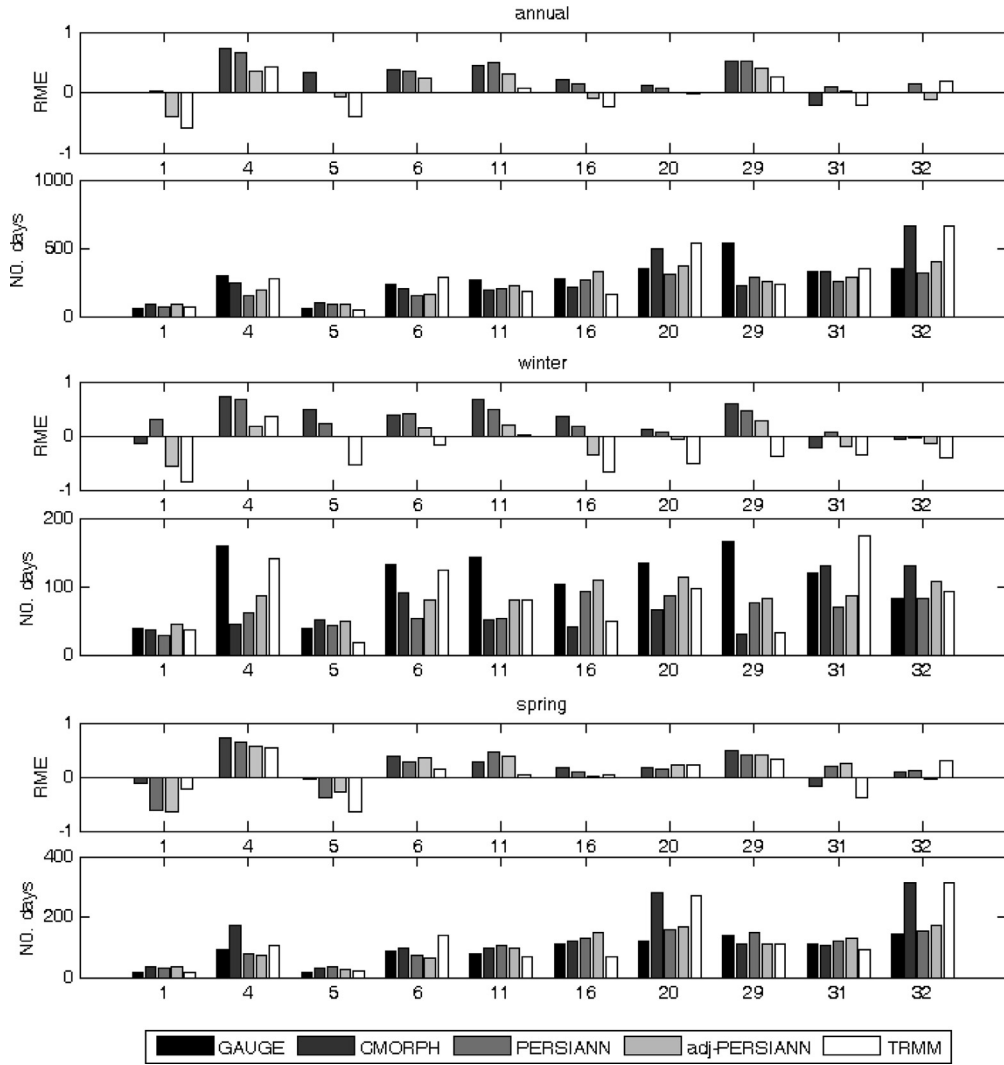 annual
1
RME 0
-1
1 4 5 6 11 16 20 29 31 32
1000
N0. days 500
0
1 4 5 6 11 16 20 29 31 32
winter
1
RME 0
-1
1 4 5 6 11 16 20 29 31 32
200
N0. days 100
0
1 4 5 6 11 16 20 29 31 32
spring
1
RME 0
-1
1 4 5 6 11 16 20 29 31 32
400
N0. days 200
0
1 4 5 6 11 16 20 29 31 32
GAUGE CMORPH PERSIANN adj-PERSIANN TRMM